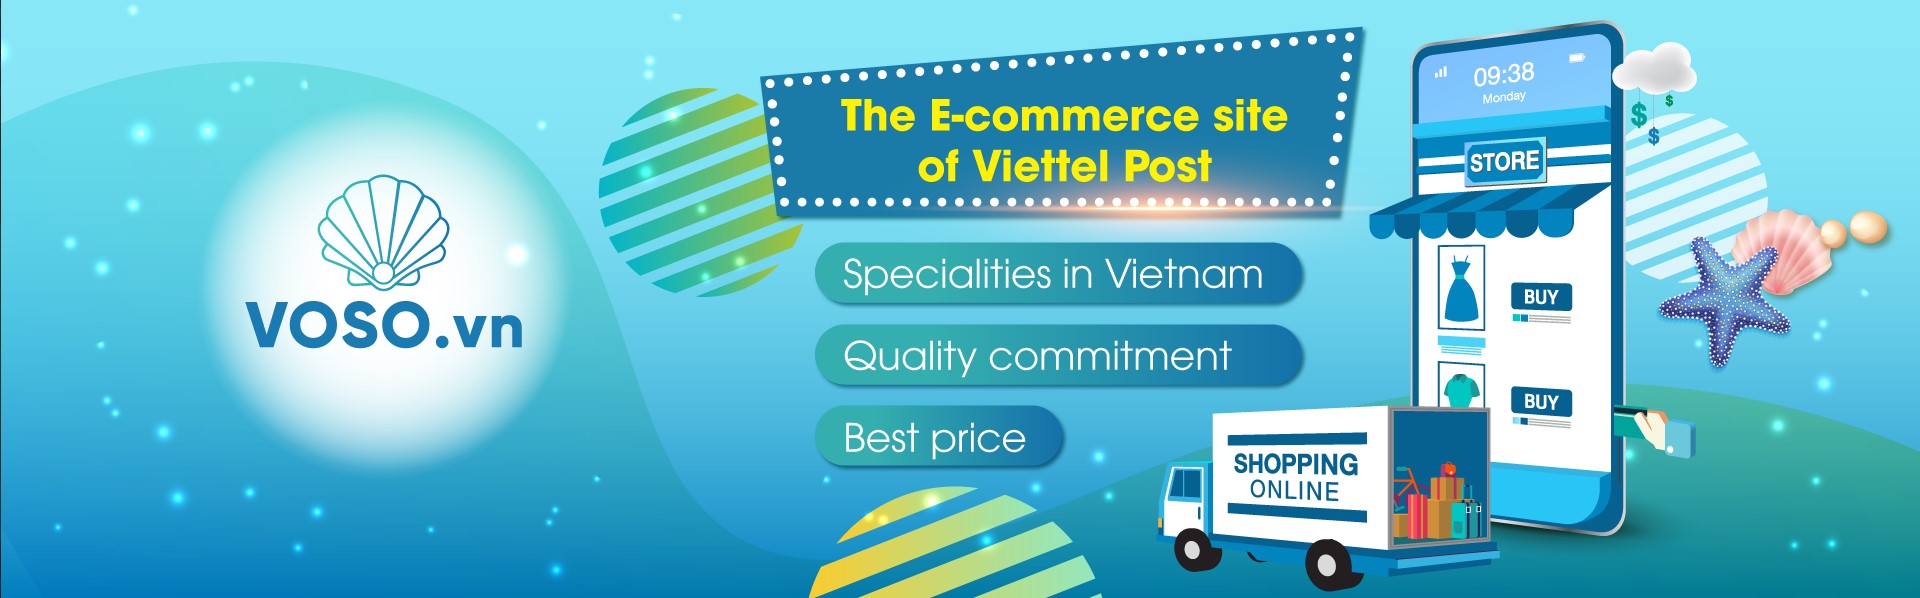 VOSO.vn
The E-commerce site
of Viettel Post
Specialities in Vietnam
Quality commitment
Best price
09:38
Monday
STORE
BUY
BUY
SHOPPING
ONLINE
$
$
$